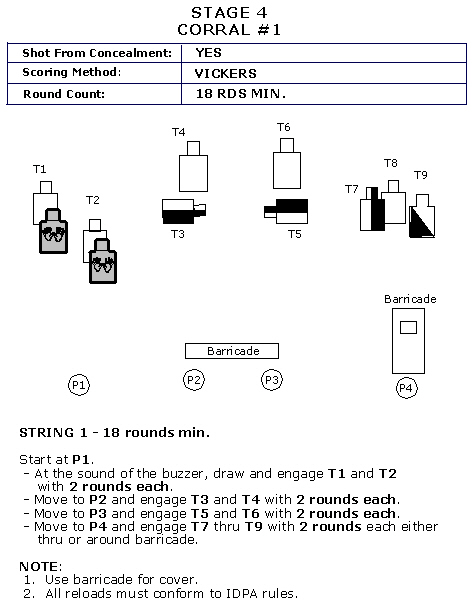 STAGE 4
CORRAL #1
Shot From Concealment: YES
Scoring Method: VICKERS
Round Count: 18 RDS MIN.
T4 T6
T1 T8
T9
T7
T2
T3 T5
Barricade
Barricade
P1 P2 P3 P4
STRING 1 - 18 rounds min.
Start at P1.
- At the sound of the buzzer, draw and engage T1 and T2
with 2 rounds each.
- Move to P2 and engage T3 and T4 with 2 rounds each.
- Move to P3 and engage T5 and T6 with 2 rounds each.
- Move to P4 and engage T7 thru T9 with 2 rounds each either
thru or around barricade.
NOTE:
1. Use barricade for cover.
2. All reloads must conform to IDPA rules.